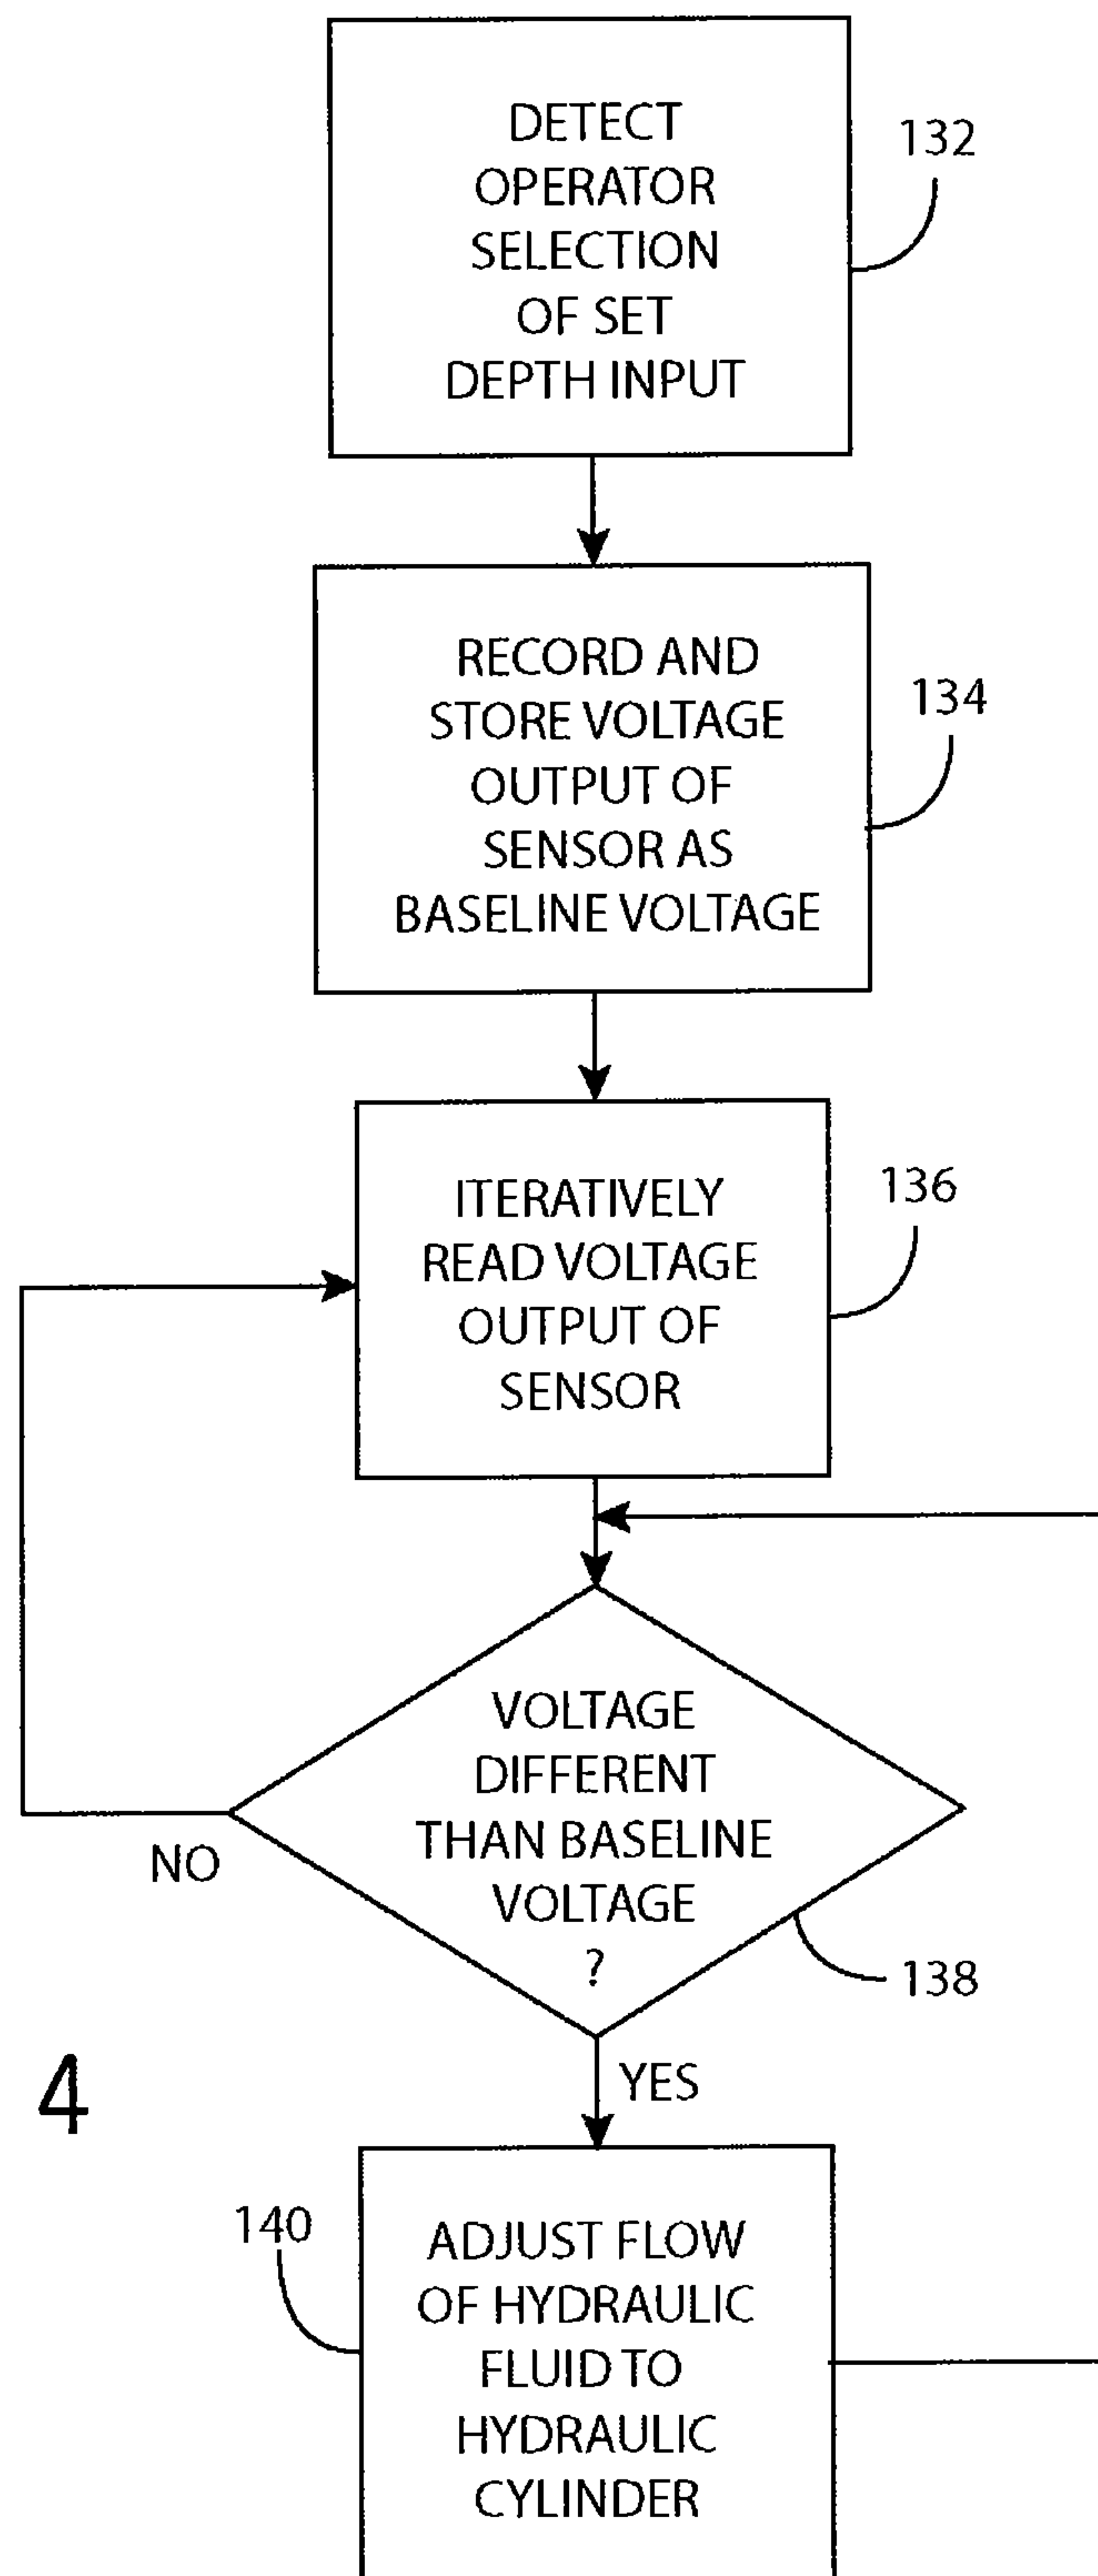 DETECT
OPERATOR
SELECTION
OF SET
DEPTH INPUT
132
RECORD AND
STORE VOLTAGE
OUTPUT OF
SENSOR AS
BASELINE VOLTAGE
134
ITERATIVELY
READ VOLTAGE
OUTPUT OF
SENSOR
136
VOLTAGE
DIFFERENT
THAN BASELINE
VOLTAGE
?
NO
138
YES
4
140
ADJUST FLOW
OF HYDRAULIC
FLUID TO
HYDRAULIC
CYLINDER